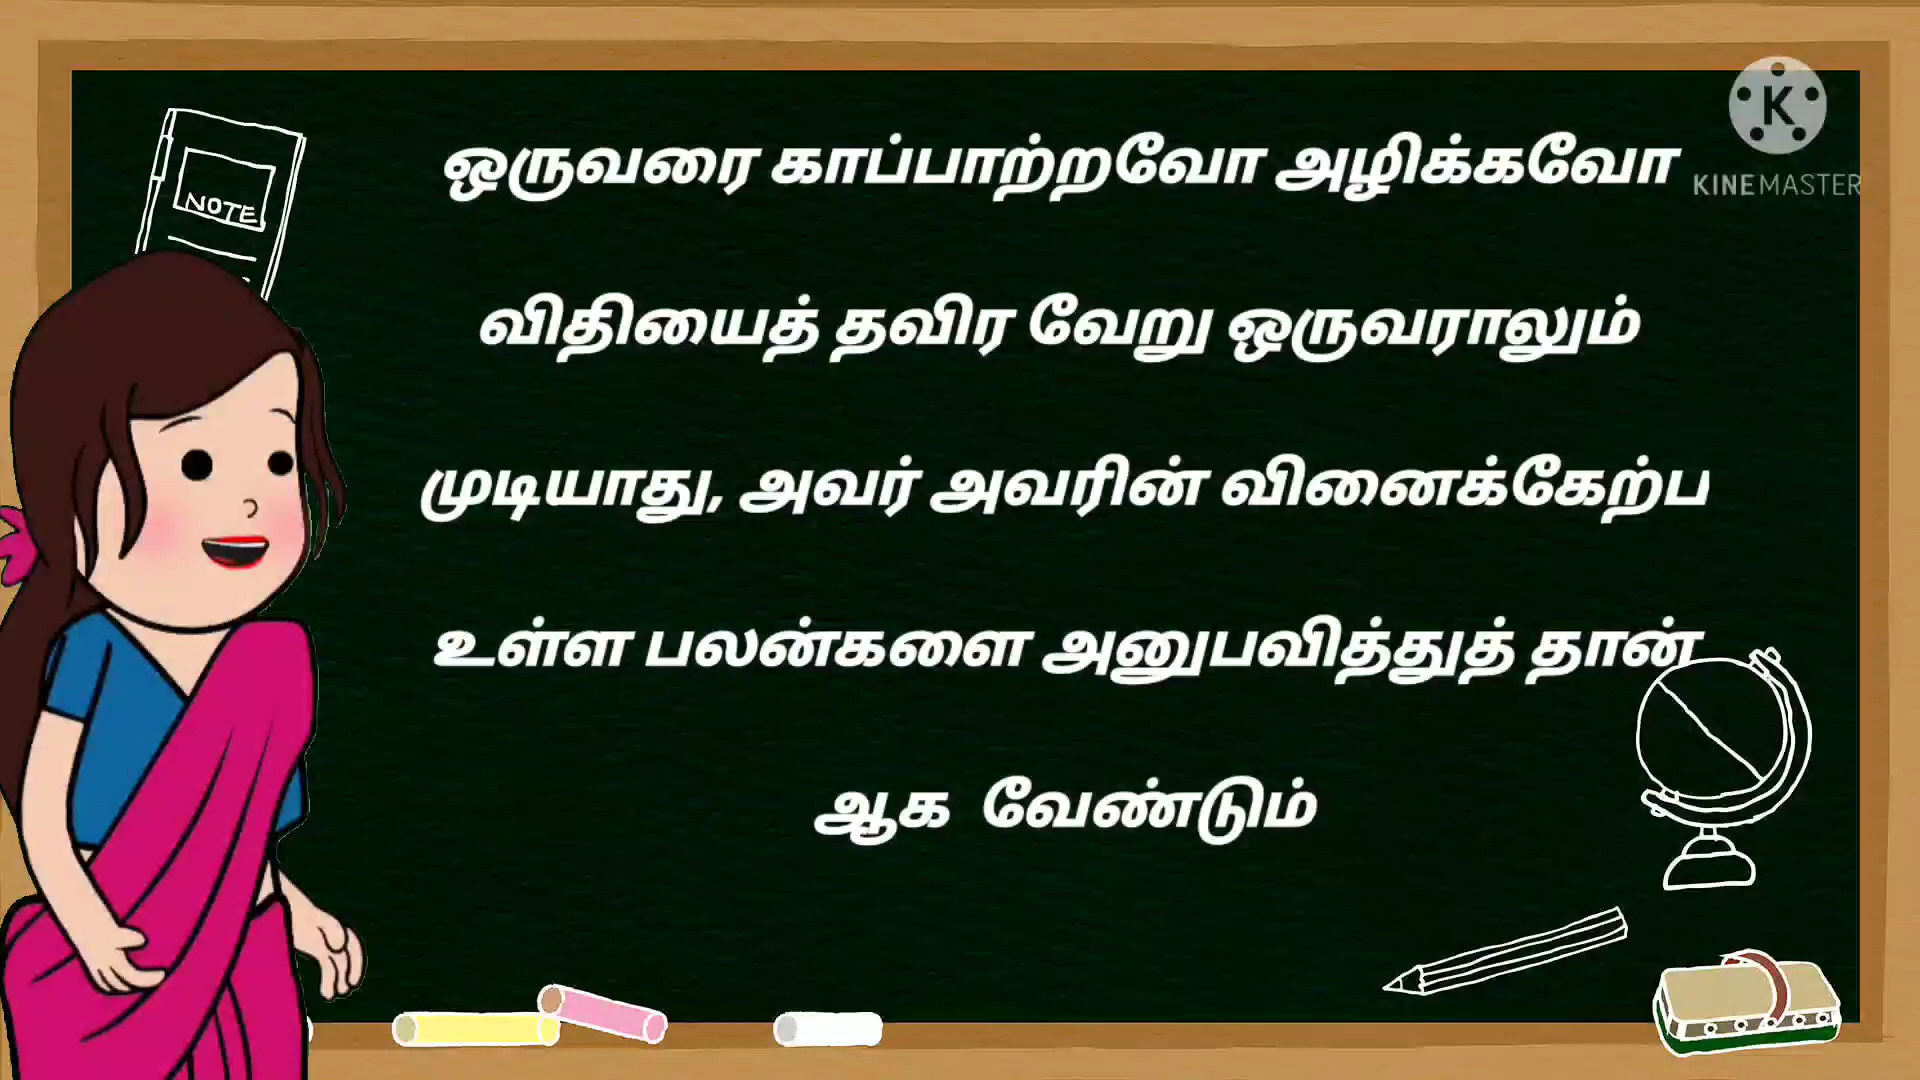 NOTE
K
KINEMASTER
ஒருவரை காப்பாற்றவோ அழிக்கவோ
விதியைத் தவிர வேறு ஒருவராலும்
முடியாது, அவர் அவரின் வினைக்கேற்ப
உள்ள பலன்களை அனுபவித்துத் தான்
ஆக வேண்டும்